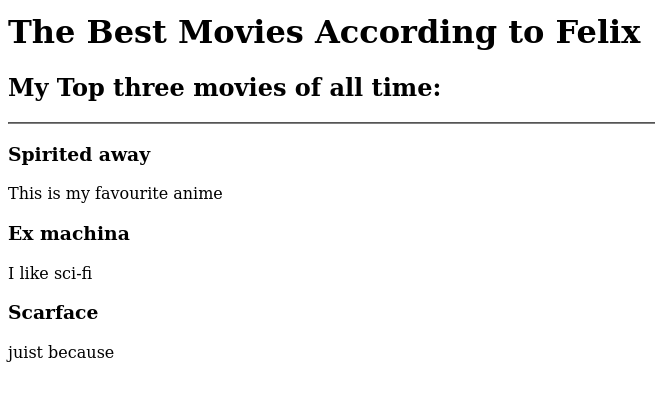 The Best Movies According to Felix
My Top three movies of all time:
Spirited away
This is my favourite anime
Ex machina
I like sci-fi
Scarface
juist because